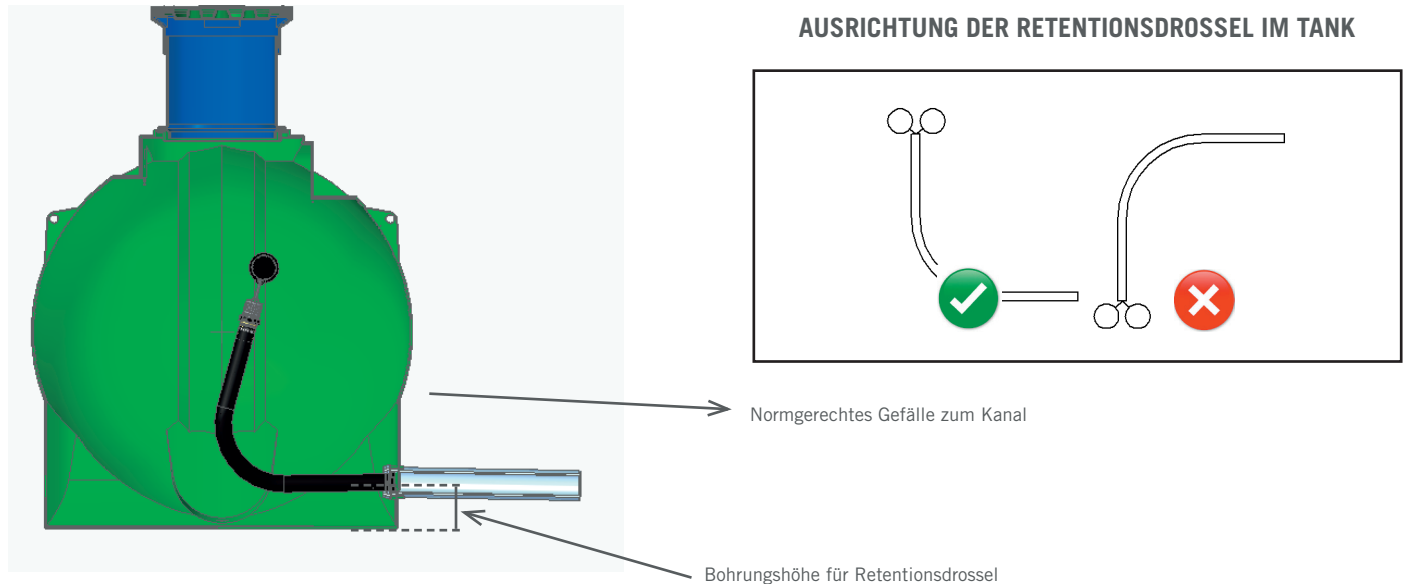 AUSRICHTUNG DER RETENTIONSDROSSEL IM TANK
Normgerechtes Gefälle zum Kanal
Bohrungshöhe für Retentionsdrossel